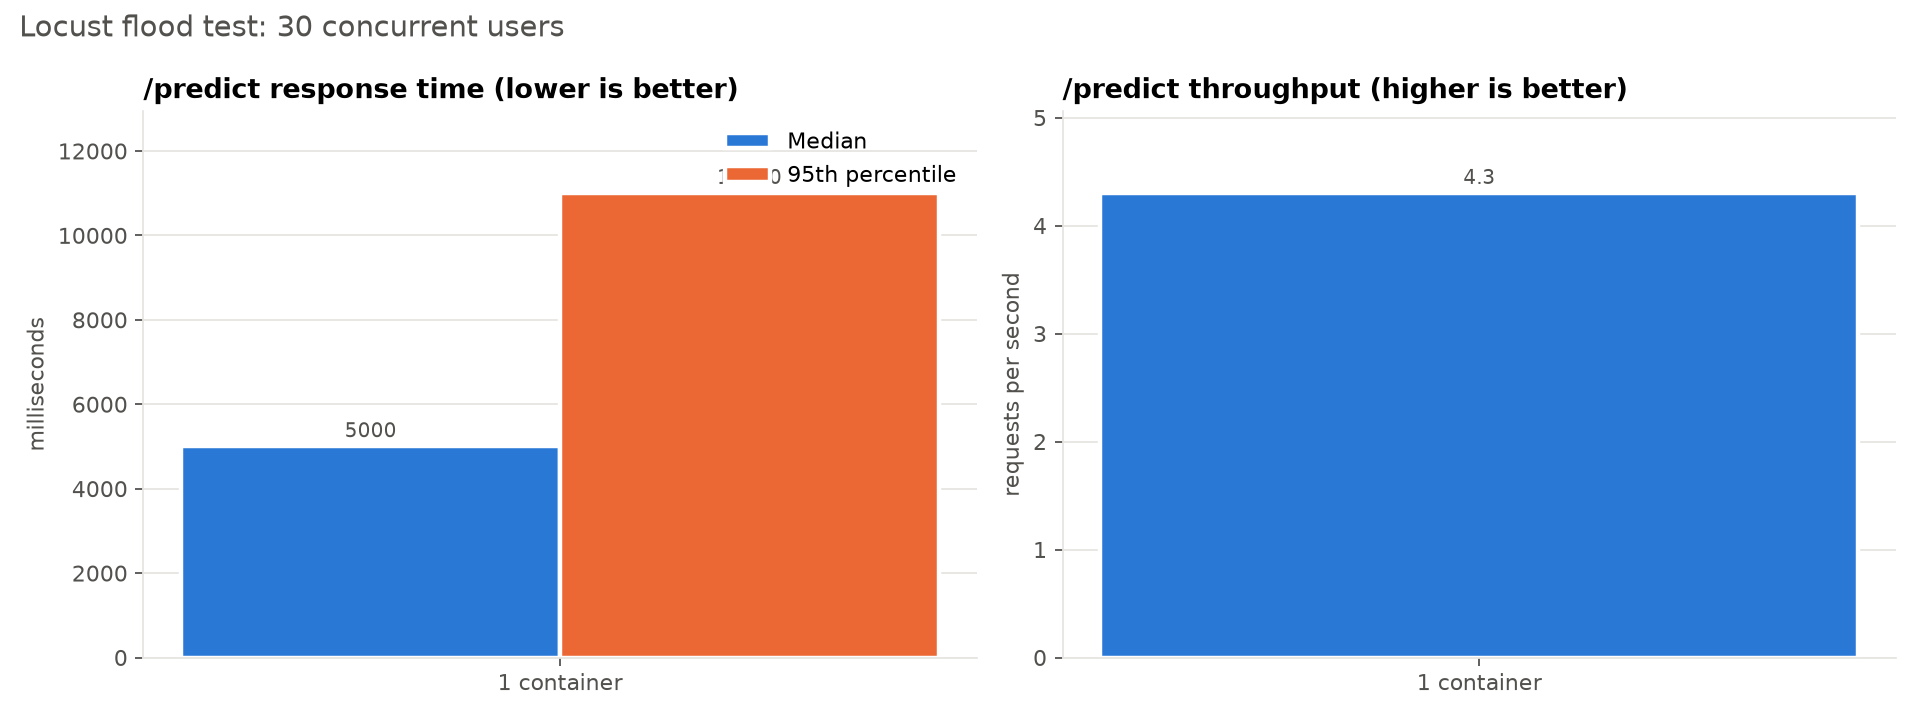 Locust flood test: 30 concurrent users
/predict response time (lower is better)
milliseconds
12000
10000
8000
6000
4000
2000
0
Median
95th percentile
5000
1 container
/predict throughput (higher is better)
requests per second
5
4
3
2
1
0
4.3
1 container